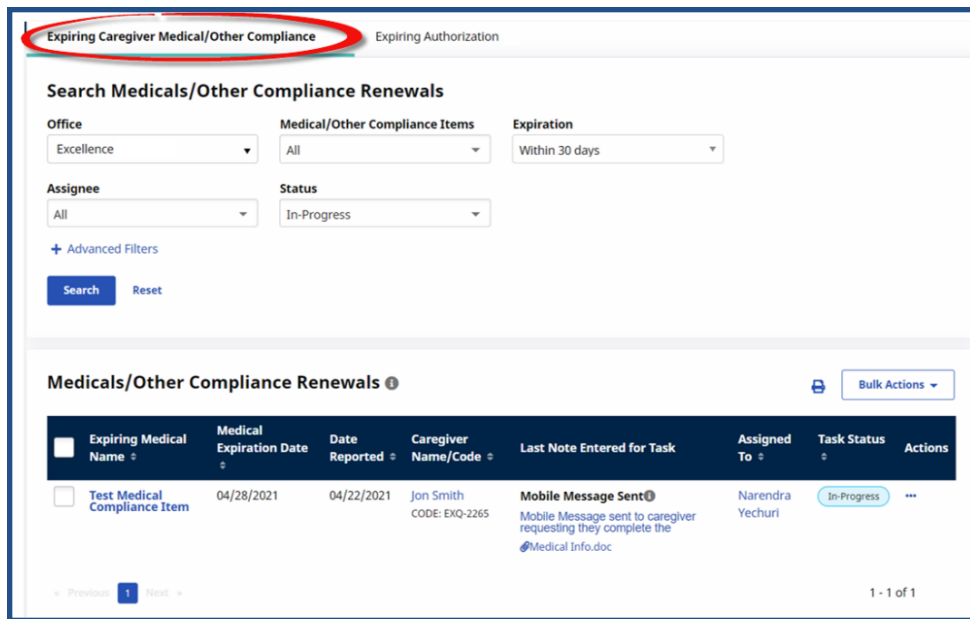 Expiring Caregiver Medical/Other Compliance Expiring Authorization
Search Medicals/Other Compliance Renewals
Office Medical/Other Compliance Items Expiration
Excellence All Within 30 days
Assignee Status
All In-Progress
+ Advanced Filters
Search Reset
Medicals/Other Compliance Renewals
Bulk Actions
Expiring Medical Name
Medical Expiration Date
Date Reported
Caregiver Name/Code
Last Note Entered for Task
Assigned To
Task Status
Actions
Test Medical
Compliance Item
04/28/2021
04/22/2021
Jon Smith
CODE: EXQ-2265
Mobile Message Sent
Mobile Message sent to caregiver
requesting they complete the
Medical Info.doc
Narendra
Yechuri
In-Progress
···
« Previous 1 Next »
1 - 1 of 1